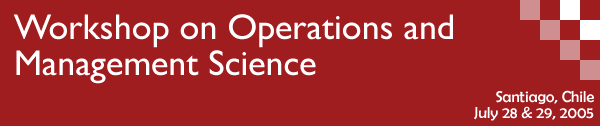 Workshop on Operations and
Management Science
Santiago, Chile
July 28 & 29, 2005